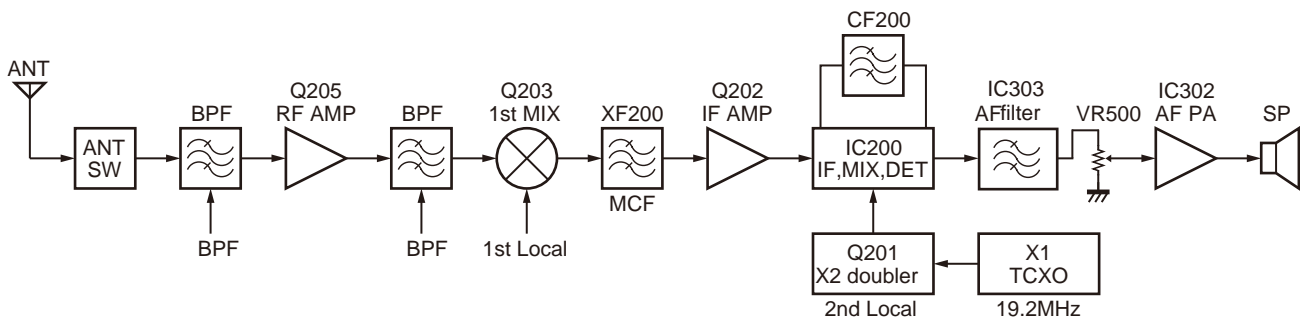 CF200
ANT
Q205
RF AMP
BPF
BPF
Q203
1st MIX
XF200
Q202
IF AMP
IC303
AFfilter
VR500
IC302
AF PA
SP
ANT
SW
IC200
IF,MIX,DET
MCF
BPF
BPF
1st Local
Q201
X2 doubler
X1
TCXO
2nd Local
19.2MHz